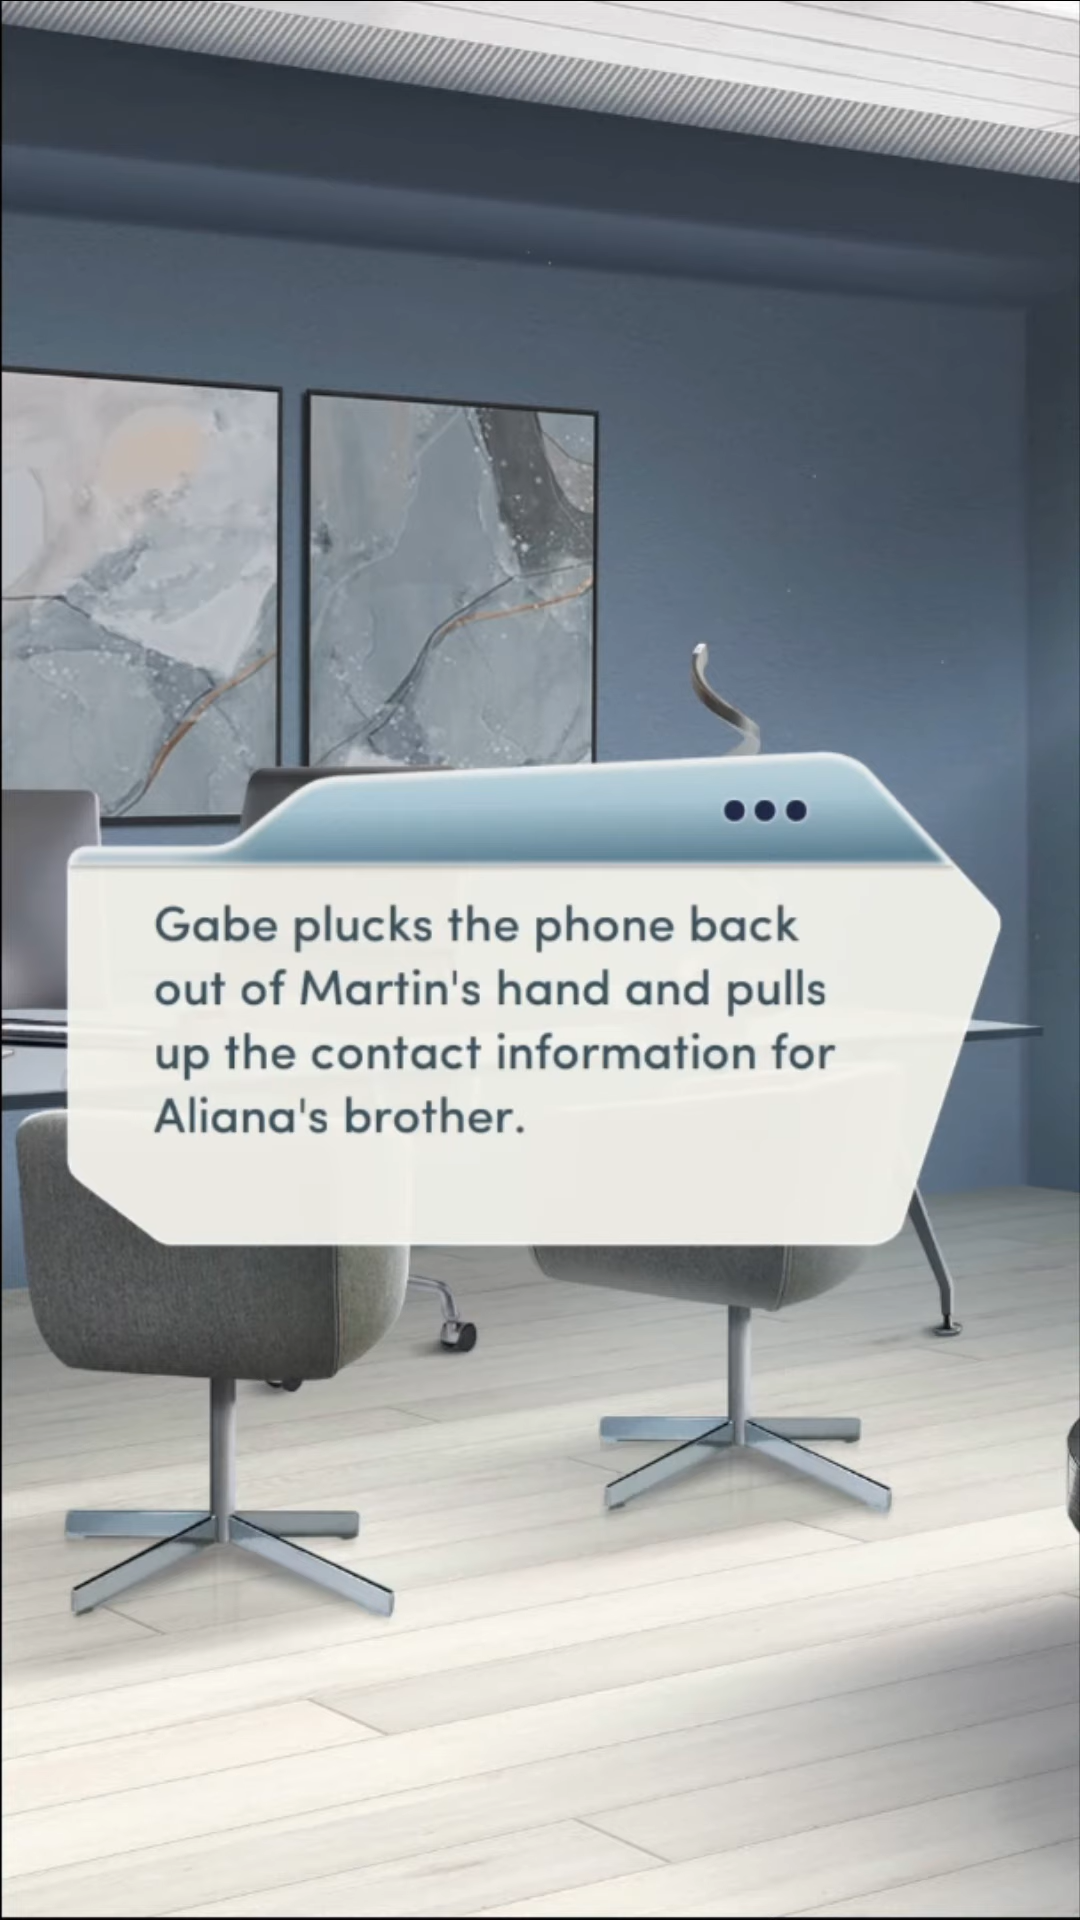 Gabe plucks the phone back
out of Martin's hand and pulls
up the contact information for
Aliana's brother.